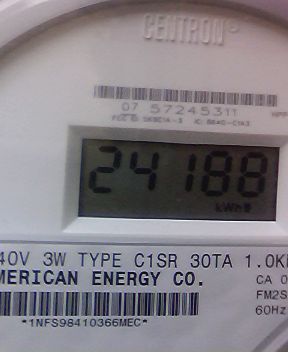 CENTRON®
07 57245311
24188
kWh
40V 3W TYPE C1SR 30TA 1.0K
MERICAN ENERGY CO.
CA 0
FM2S
60Hz
*1NFS98410366MEC*